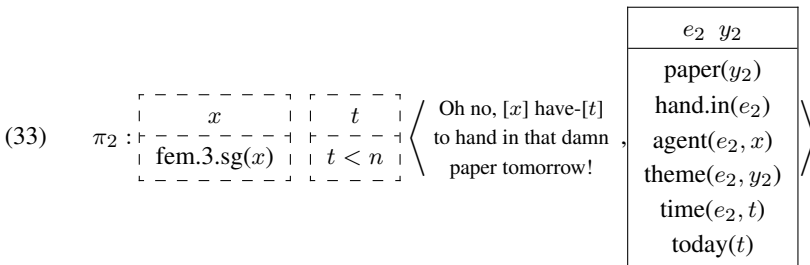 e₂ y₂
(33) π₂ : x t ⟨ Oh no, [x] have-[t] , paper(y₂) ⟩
fem.3.sg(x) t < n to hand in that damn hand.in(e₂)
paper tomorrow! agent(e₂, x)
theme(e₂, y₂)
time(e₂, t)
today(t)